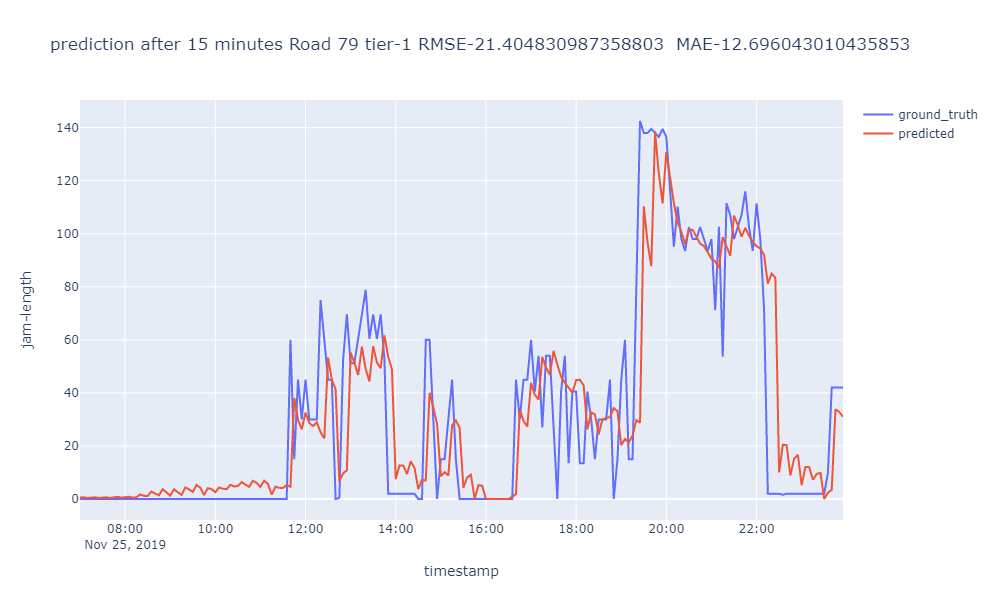 prediction after 15 minutes Road 79 tier-1 RMSE-21.404830987358803  MAE-12.696043010435853
ground_truth
predicted
140
120
100
80
60
40
20
0
jam-length
08:00 10:00 12:00 14:00 16:00 18:00 20:00 22:00
Nov 25, 2019
timestamp